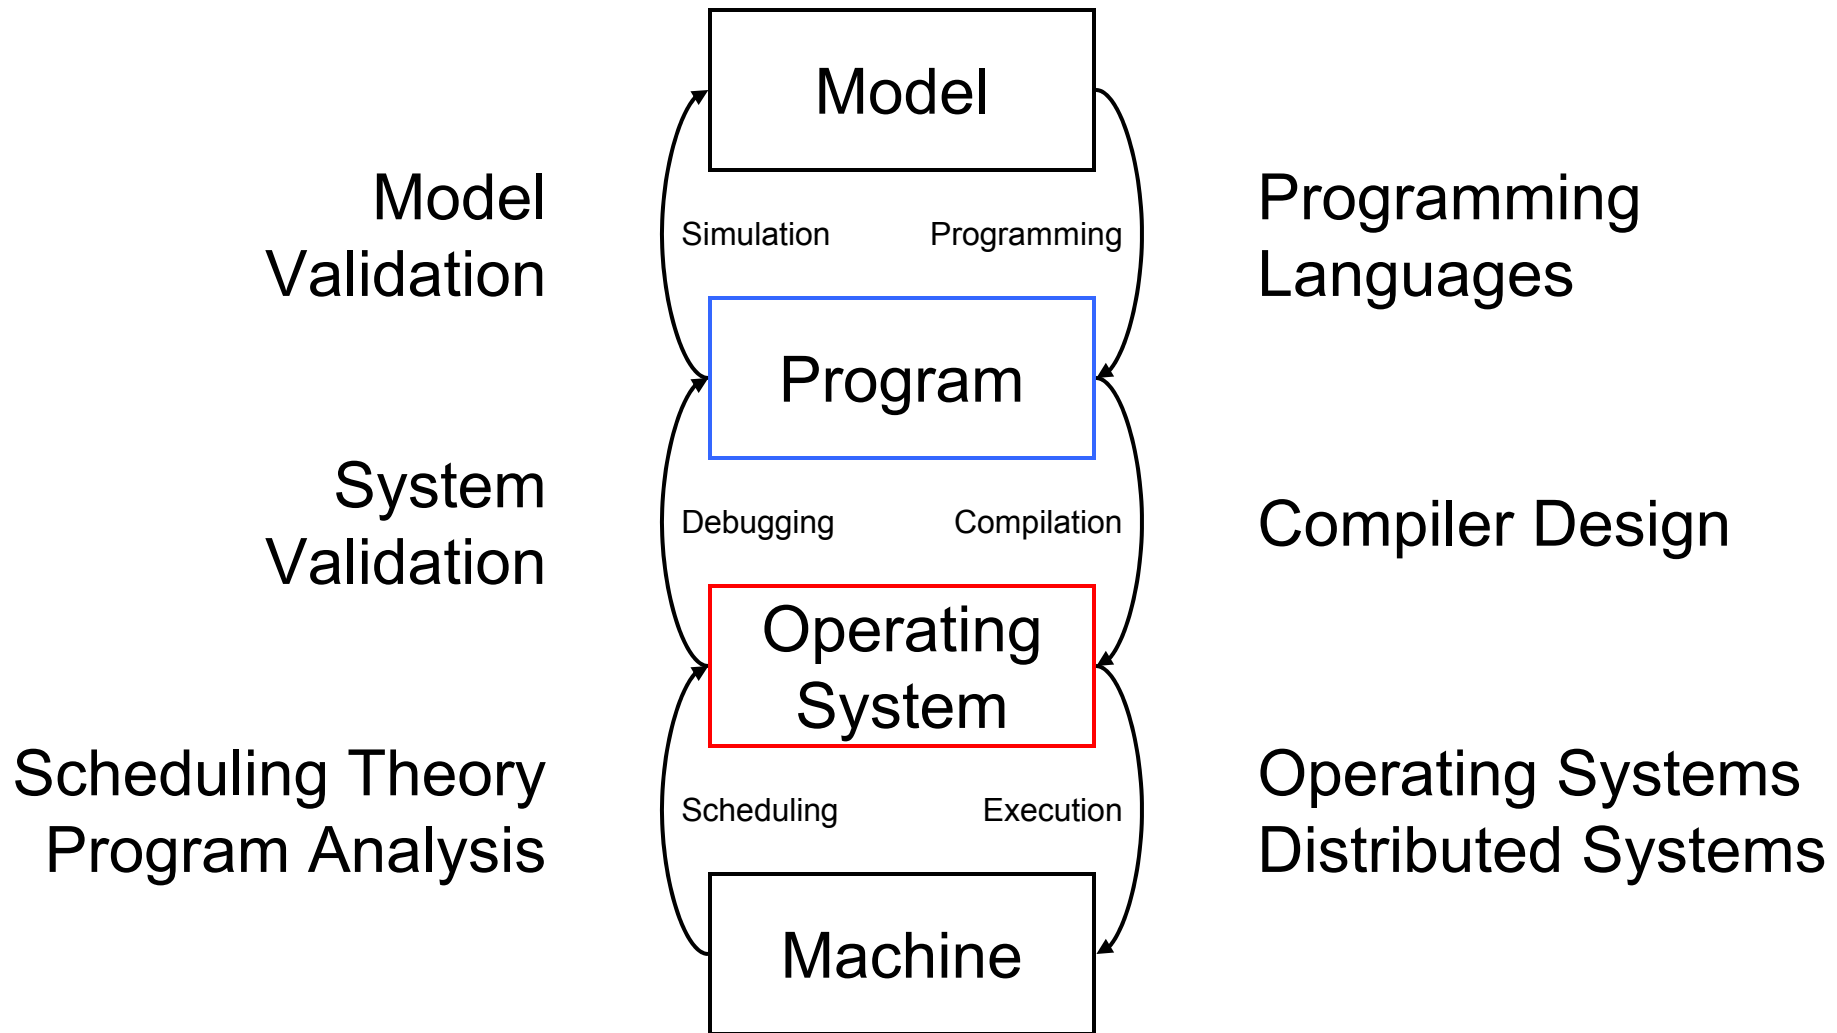 Model
Model
Validation
Simulation
Programming
Programming
Languages
Program
System
Validation
Debugging
Compilation
Compiler Design
Operating
System
Scheduling Theory
Program Analysis
Scheduling
Execution
Operating Systems
Distributed Systems
Machine